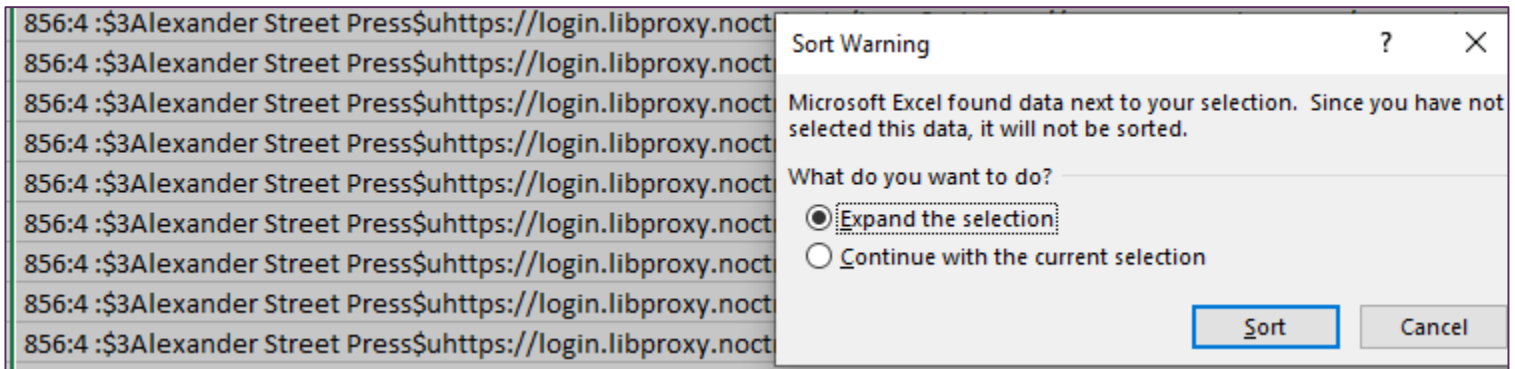 856:4 :$3Alexander Street Press$uhttps://login.libproxy.noct
856:4 :$3Alexander Street Press$uhttps://login.libproxy.noct
856:4 :$3Alexander Street Press$uhttps://login.libproxy.noct
856:4 :$3Alexander Street Press$uhttps://login.libproxy.noct
856:4 :$3Alexander Street Press$uhttps://login.libproxy.noct
856:4 :$3Alexander Street Press$uhttps://login.libproxy.noct
856:4 :$3Alexander Street Press$uhttps://login.libproxy.noct
856:4 :$3Alexander Street Press$uhttps://login.libproxy.noct
856:4 :$3Alexander Street Press$uhttps://login.libproxy.noct
Sort Warning ? ×
Microsoft Excel found data next to your selection. Since you have not
selected this data, it will not be sorted.
What do you want to do?
Expand the selection
Continue with the current selection
Sort Cancel